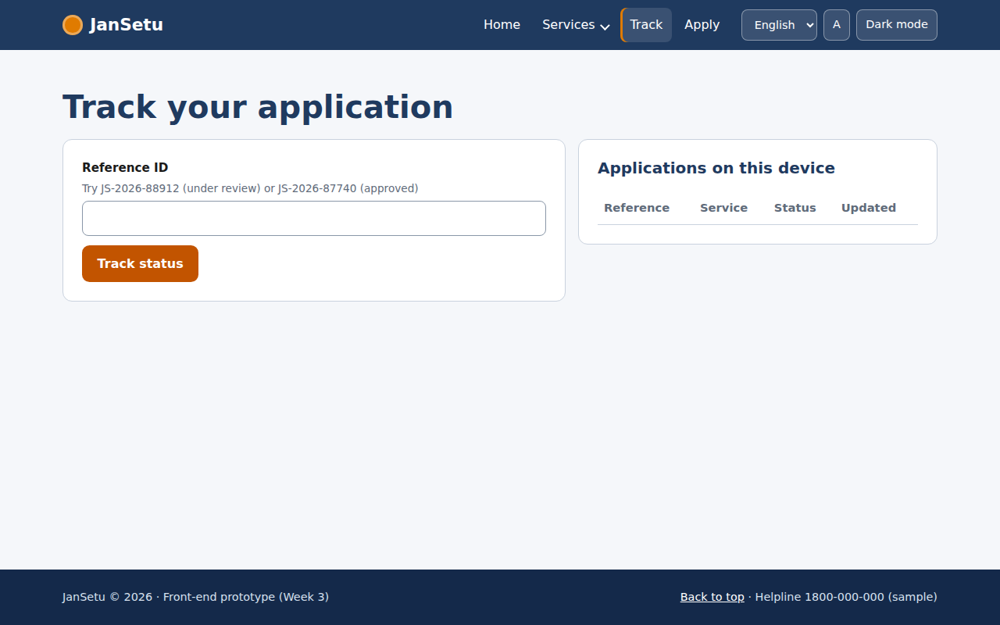 JanSetu
Home Services Track Apply English A Dark mode
Track your application
Reference ID
Try JS-2026-88912 (under review) or JS-2026-87740 (approved)
Track status
Applications on this device
Reference Service Status Updated
JanSetu © 2026 · Front-end prototype (Week 3)
Back to top · Helpline 1800-000-000 (sample)